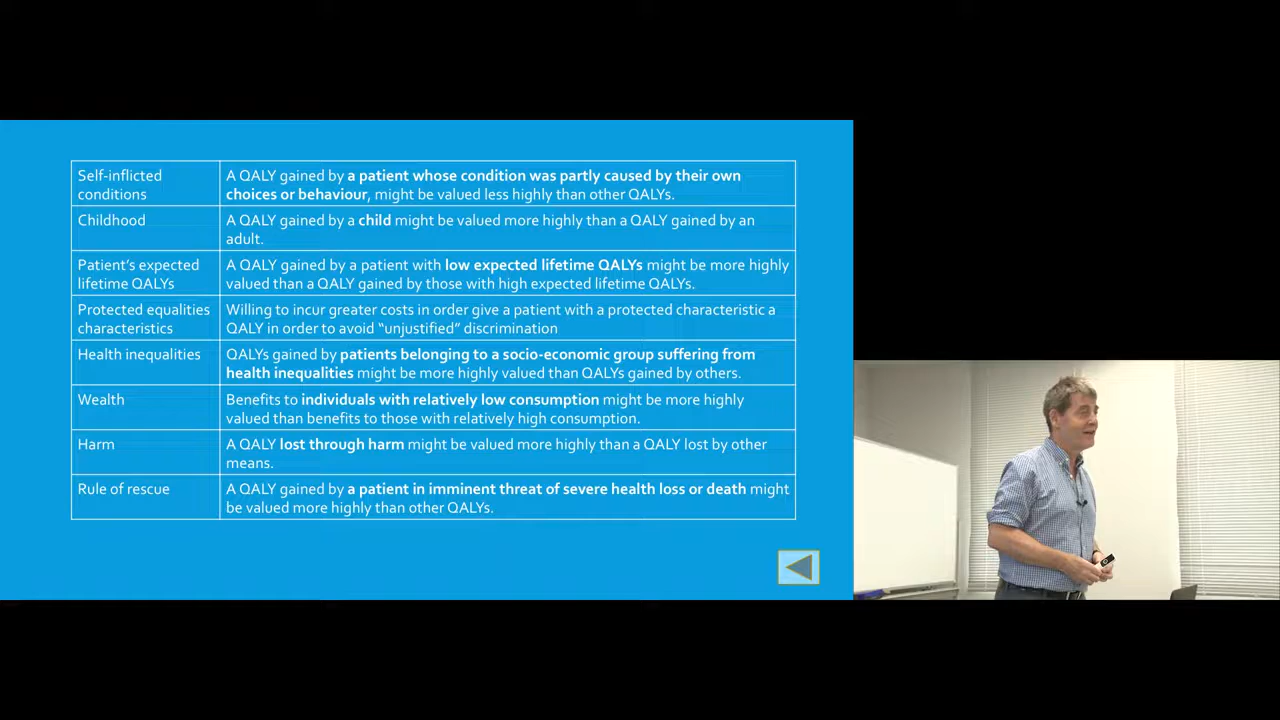 Self-inflicted
conditions
A QALY gained by a patient whose condition was partly caused by their own
choices or behaviour, might be valued less highly than other QALYs.
Childhood
A QALY gained by a child might be valued more highly than a QALY gained by an
adult.
Patient's expected
lifetime QALYs
A QALY gained by a patient with low expected lifetime QALYs might be more highly
valued than a QALY gained by those with high expected lifetime QALYs.
Protected equalities
characteristics
Willing to incur greater costs in order give a patient with a protected characteristic a
QALY in order to avoid "unjustified" discrimination
Health inequalities
QALYs gained by patients belonging to a socio-economic group suffering from
health inequalities might be more highly valued than QALYs gained by others.
Wealth
Benefits to individuals with relatively low consumption might be more highly
valued than benefits to those with relatively high consumption.
Harm
A QALY lost through harm might be valued more highly than a QALY lost by other
means.
Rule of rescue
A QALY gained by a patient in imminent threat of severe health loss or death might
be valued more highly than other QALYs.